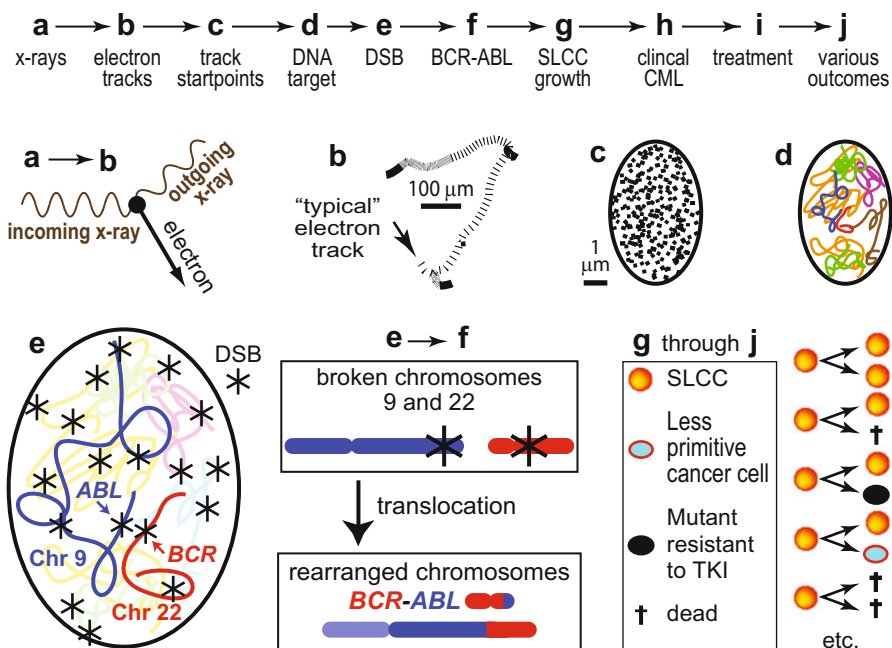 a b c d e f g h i j
x-rays electron tracks track startpoints DNA target DSB BCR-ABL SLCC growth clincal CML treatment various outcomes
a b
incoming x-ray
outgoing x-ray
electron
b
100 μm
"typical" electron track
c
1 μm
d
e
DSB
ABL
BCR
Chr 9
Chr 22
e f
broken chromosomes
9 and 22
translocation
rearranged chromosomes
BCR-ABL
g through j
SLCC
Less
primitive
cancer cell
Mutant
resistant
to TKI
dead
etc.